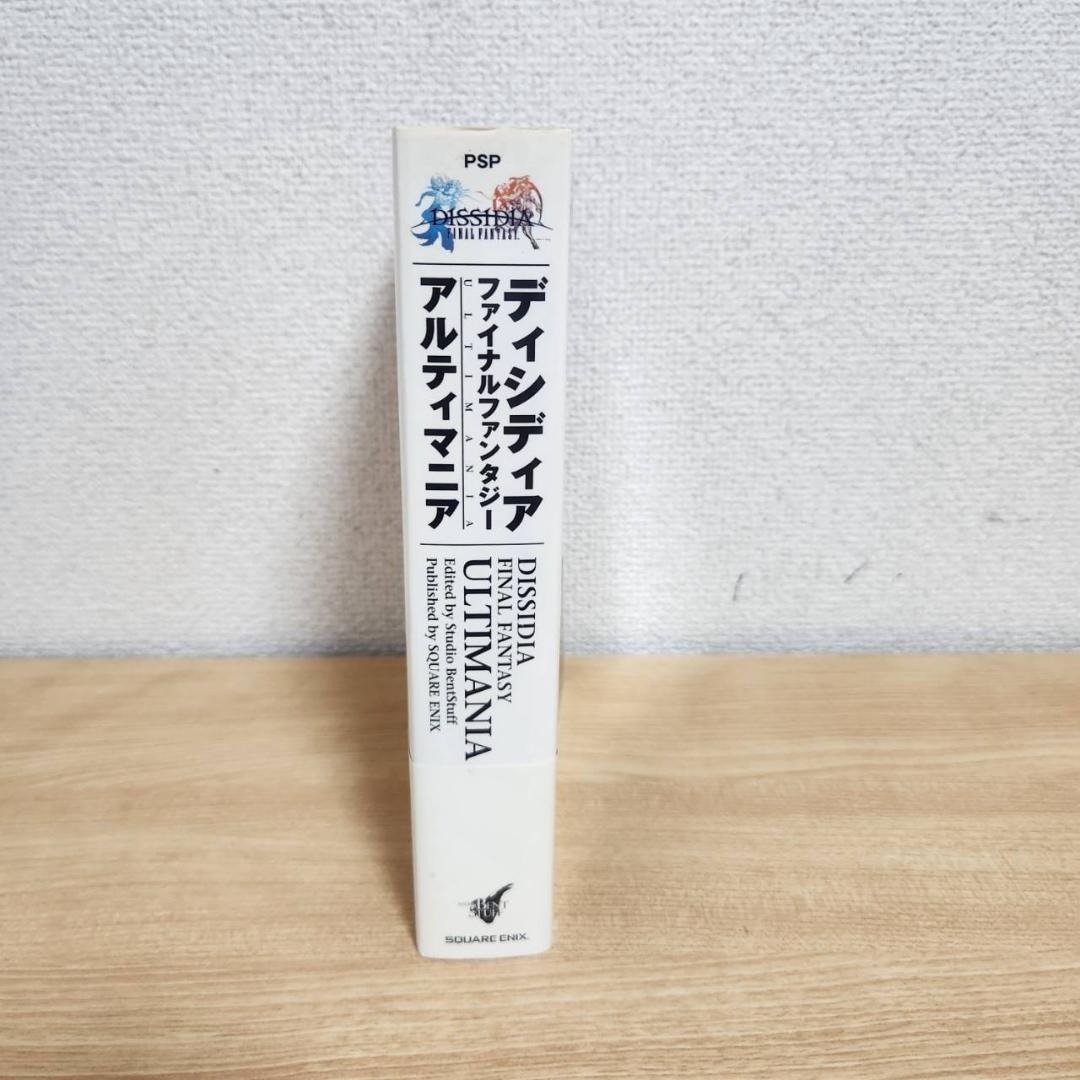 PSP
DISSIDIA
FINAL FANTASY
ディシディア
ファイナルファンタジー
ULTIMANIA
アルティマニア
DISSIDIA
FINAL FANTASY
ULTIMANIA
Edited by Studio BentStuff
Published by SQUARE ENIX
BENT
STUFF
SQUARE ENIX.